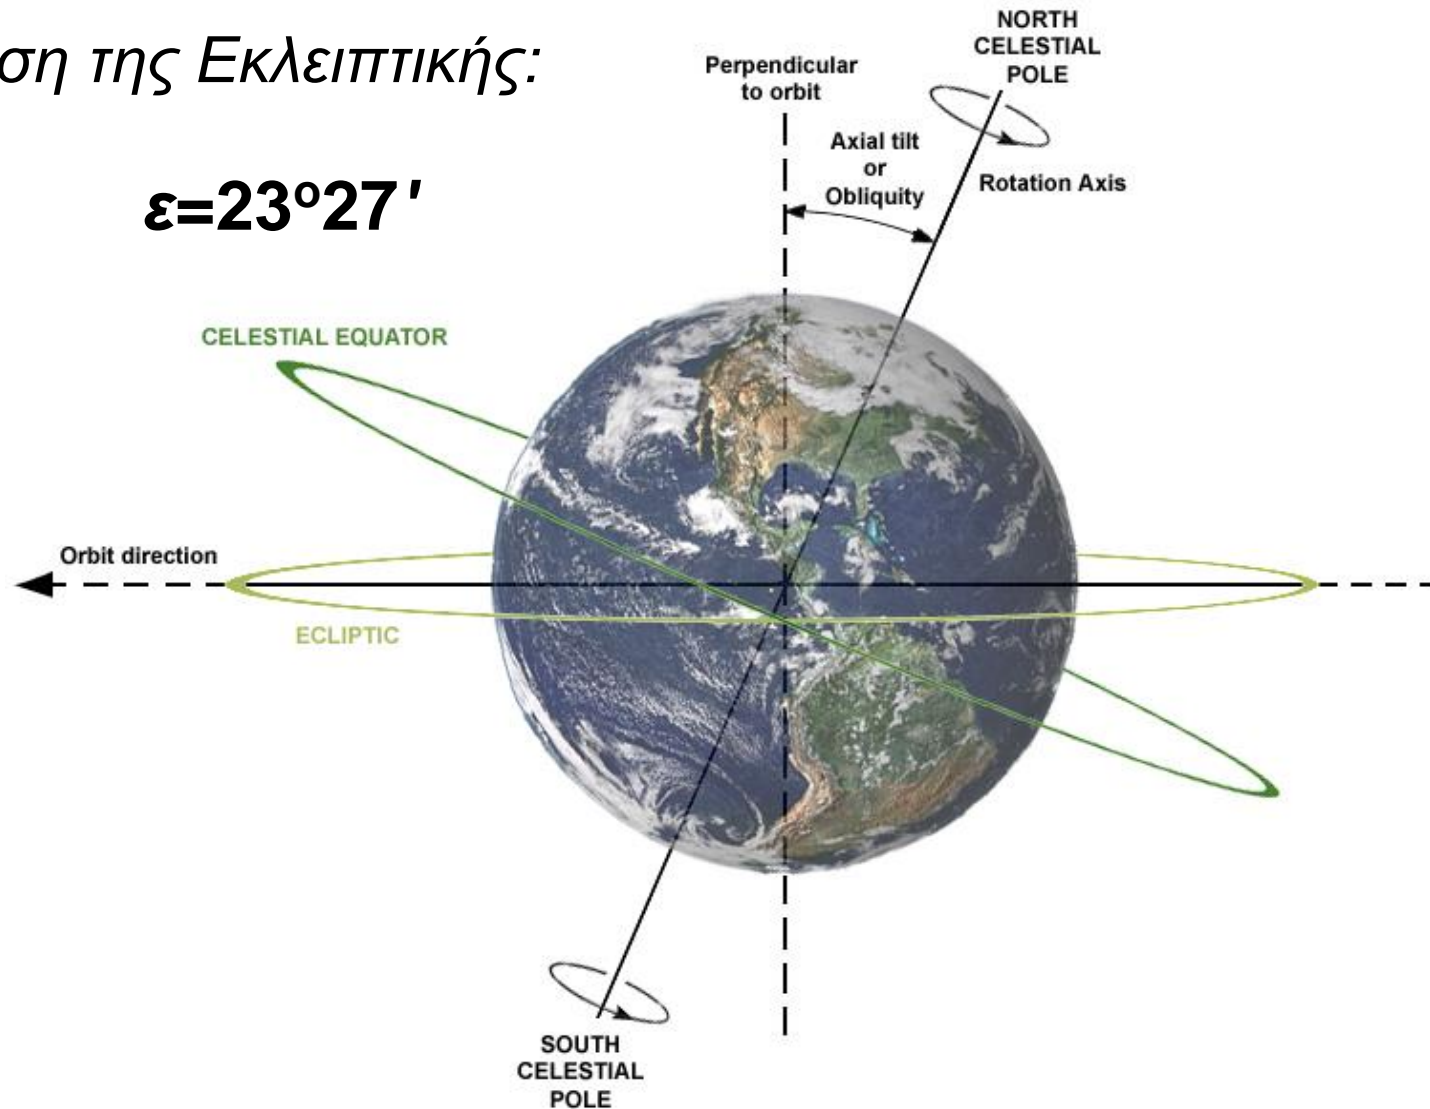 ση της Εκλειπτικής:
ε=23º27′
NORTH
CELESTIAL
POLE
Perpendicular
to orbit
Axial tilt
or
Obliquity
Rotation Axis
CELESTIAL EQUATOR
Orbit direction
ECLIPTIC
SOUTH
CELESTIAL
POLE